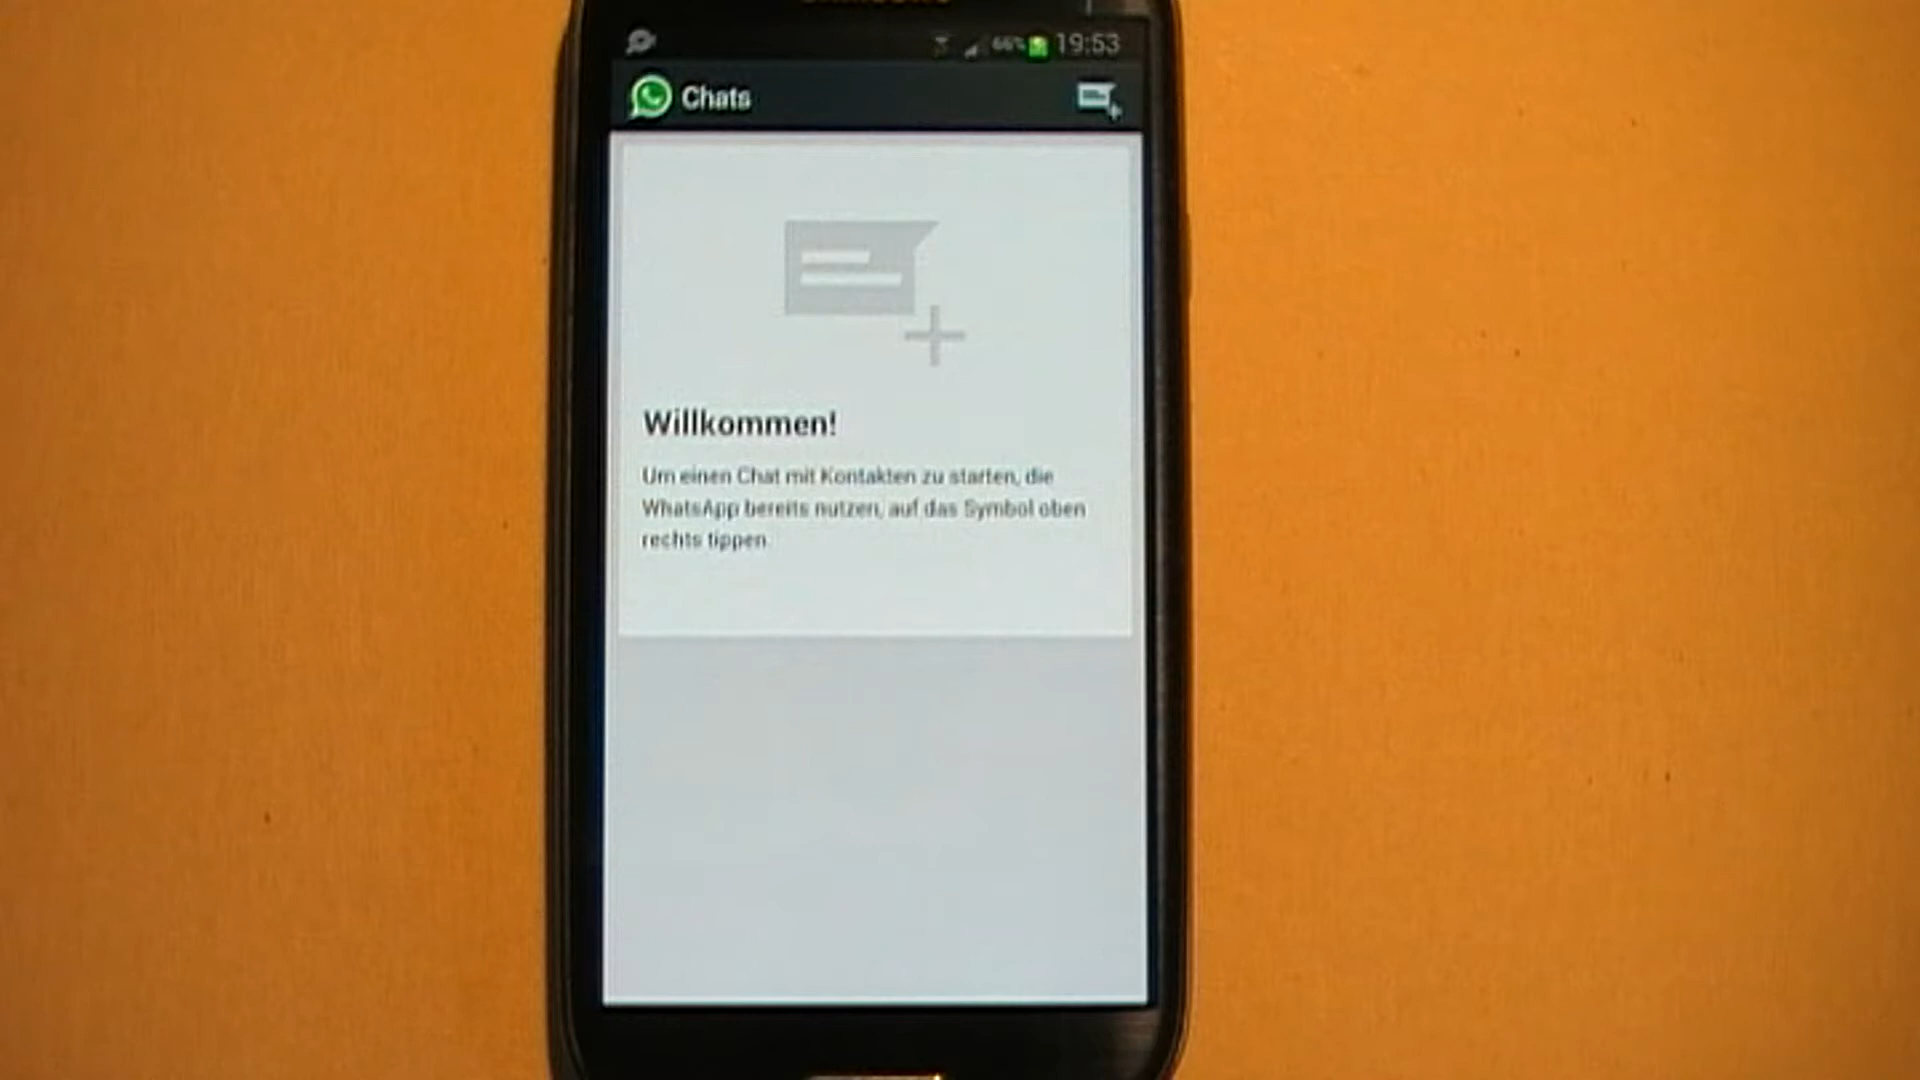 66% 19:53
Chats
Willkommen!
Um einen Chat mit Kontakten zu starten, die
WhatsApp bereits nutzen, auf das Symbol oben
rechts tippen.